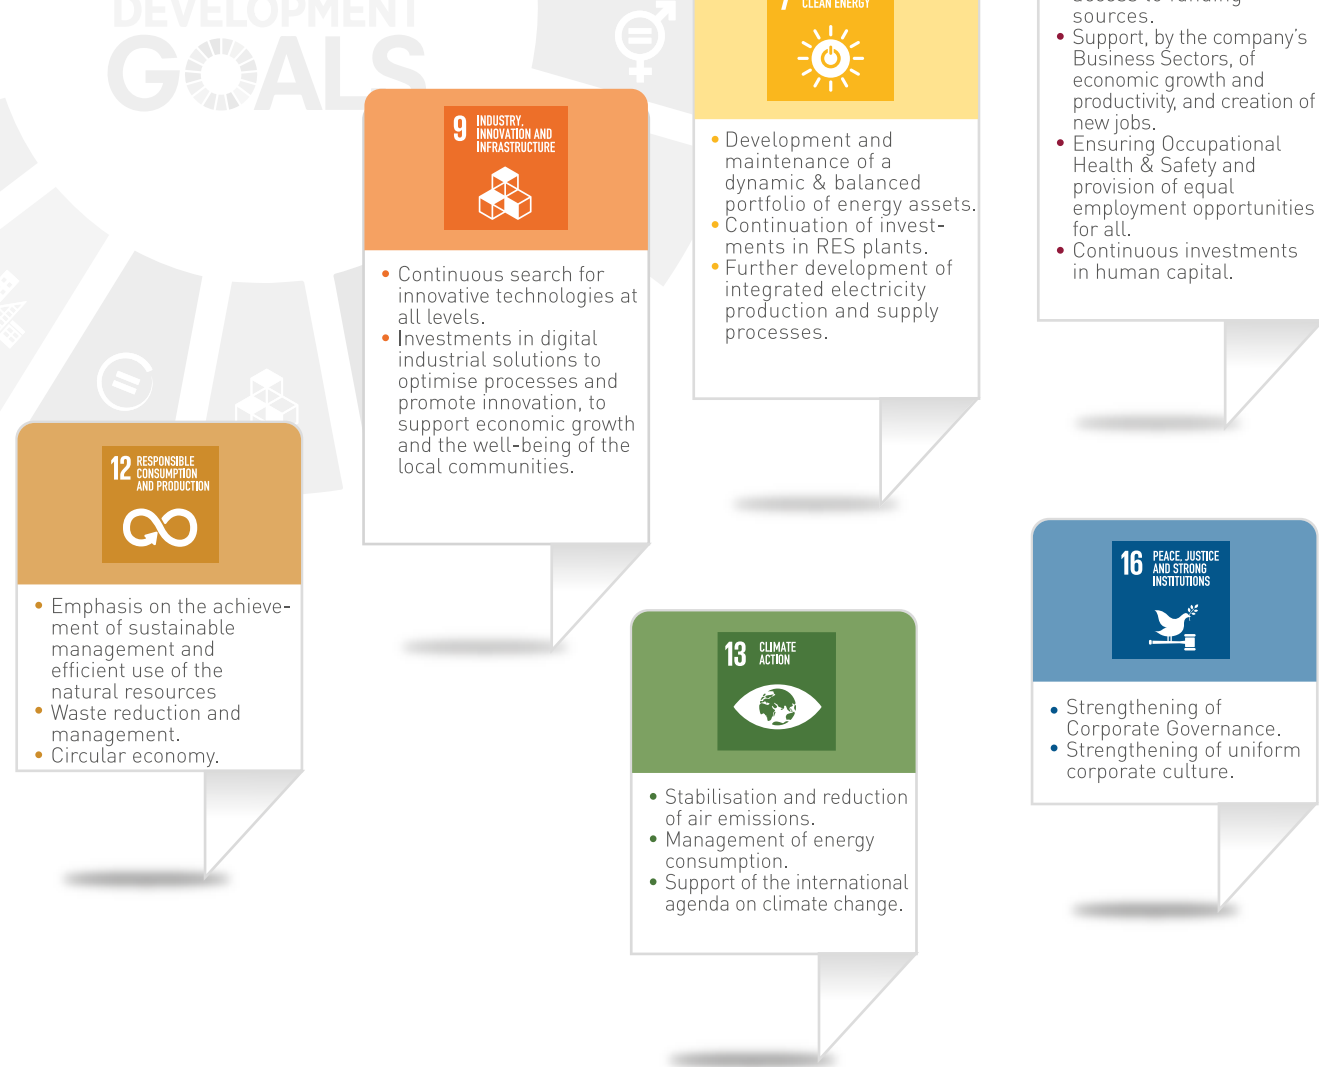 DEVELOPMENT
GOALS
7
CLEAN ENERGY
• Development and
maintenance of a
dynamic & balanced
portfolio of energy assets.
• Continuation of invest-
ments in RES plants.
• Further development of
integrated electricity
production and supply
processes.
sources.
• Support, by the company's
Business Sectors, of
economic growth and
productivity, and creation of
new jobs.
• Ensuring Occupational
Health & Safety and
provision of equal
employment opportunities
for all.
• Continuous investments
in human capital.
9 INDUSTRY,
INNOVATION AND
INFRASTRUCTURE
• Continuous search for
innovative technologies at
all levels.
• Investments in digital
industrial solutions to
optimise processes and
promote innovation, to
support economic growth
and the well-being of the
local communities.
12 RESPONSIBLE
CONSUMPTION
AND PRODUCTION
• Emphasis on the achieve-
ment of sustainable
management and
efficient use of the
natural resources
• Waste reduction and
management.
• Circular economy.
13 CLIMATE
ACTION
• Stabilisation and reduction
of air emissions.
• Management of energy
consumption.
• Support of the international
agenda on climate change.
16 PEACE, JUSTICE
AND STRONG
INSTITUTIONS
• Strengthening of
Corporate Governance.
• Strengthening of uniform
corporate culture.